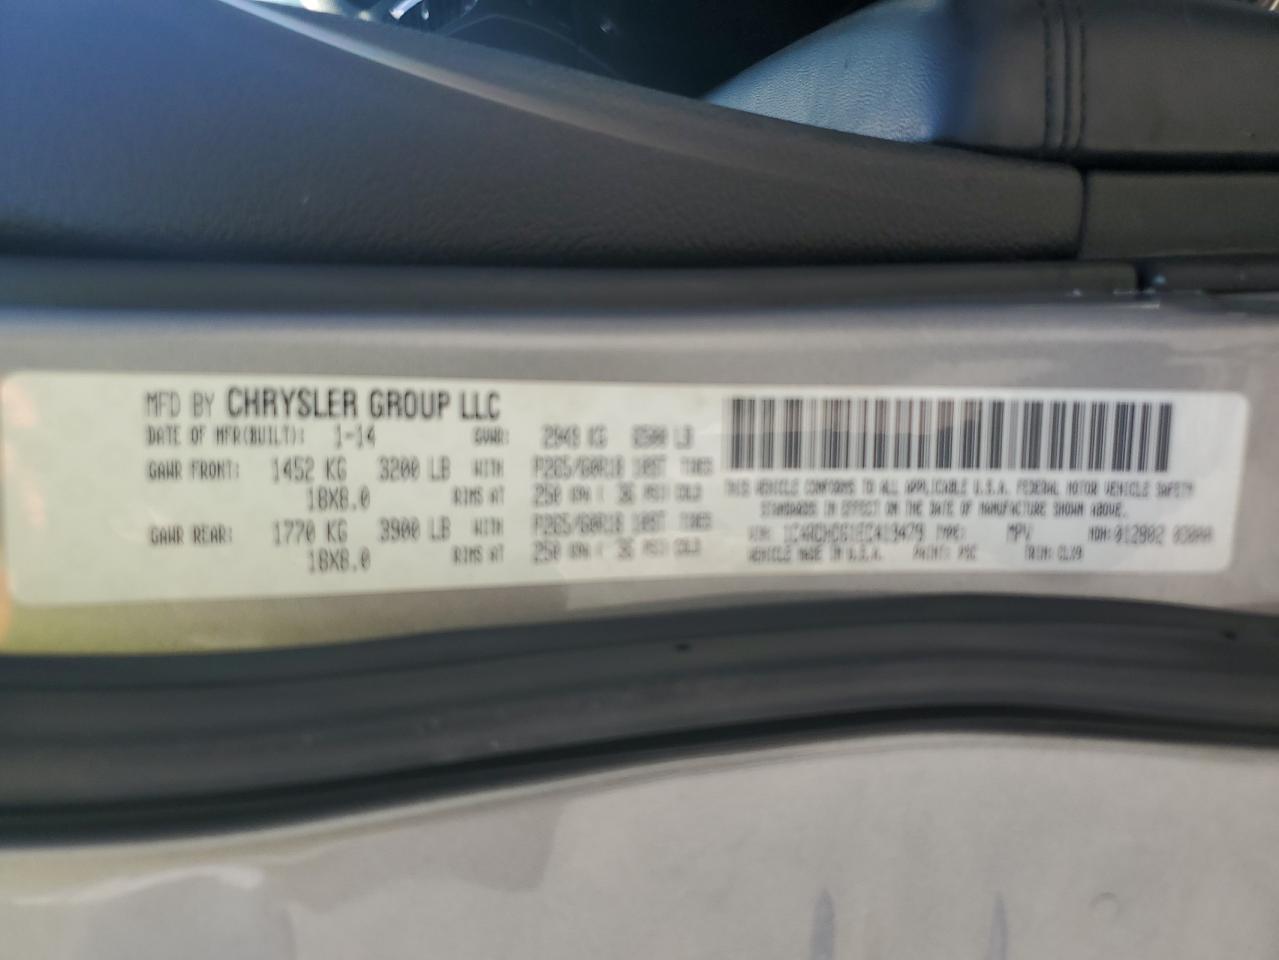 MFD BY CHRYSLER GROUP LLC
DATE OF MFR(BUILT): 1-14 GVWR: 2949 KG 6500 LB
GAWR FRONT: 1452 KG 3200 LB WITH P265/60R18 109T TIRES
18X8.0 RIMS AT 250 KPA ( 36 PSI) COLD
GAWR REAR: 1770 KG 3900 LB WITH P265/60R18 109T TIRES
18X8.0 RIMS AT 250 KPA ( 36 PSI) COLD
THIS VEHICLE CONFORMS TO ALL APPLICABLE U.S.A. FEDERAL MOTOR VEHICLE SAFETY
STANDARDS IN EFFECT ON THE DATE OF MANUFACTURE SHOWN ABOVE.
VIN: TYPE: MPV MDH:
VEHICLE MADE IN U.S.A. PAINT: PSC TRIM: